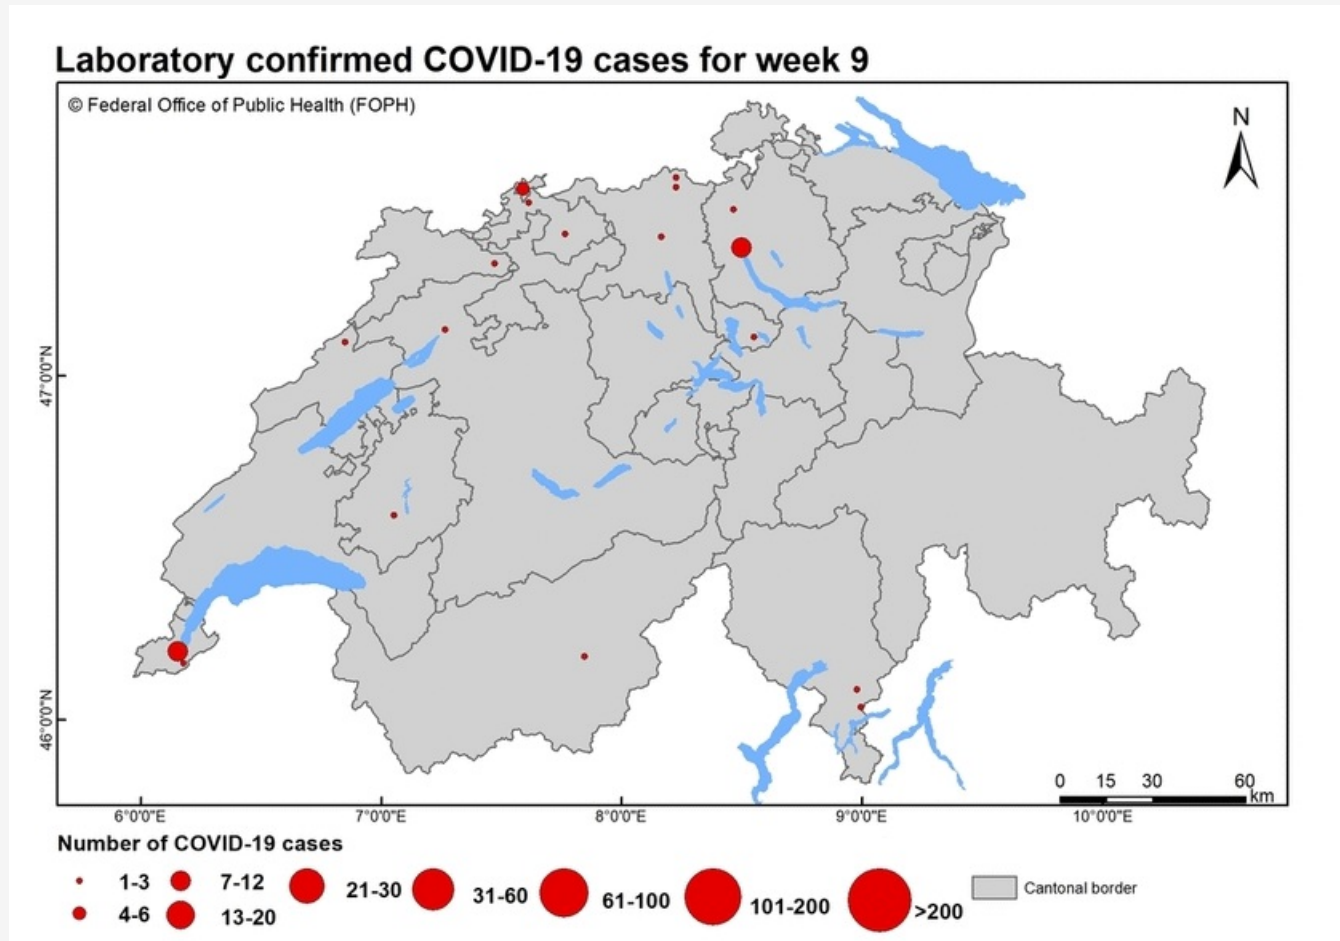 Laboratory confirmed COVID-19 cases for week 9
© Federal Office of Public Health (FOPH)
N
47°0'0"N
46°0'0"N
0 15 30 60
km
6°0'0"E 7°0'0"E 8°0'0"E 9°0'0"E 10°0'0"E
Number of COVID-19 cases
1-3 7-12 21-30 31-60 61-100 101-200 >200 Cantonal border
4-6 13-20